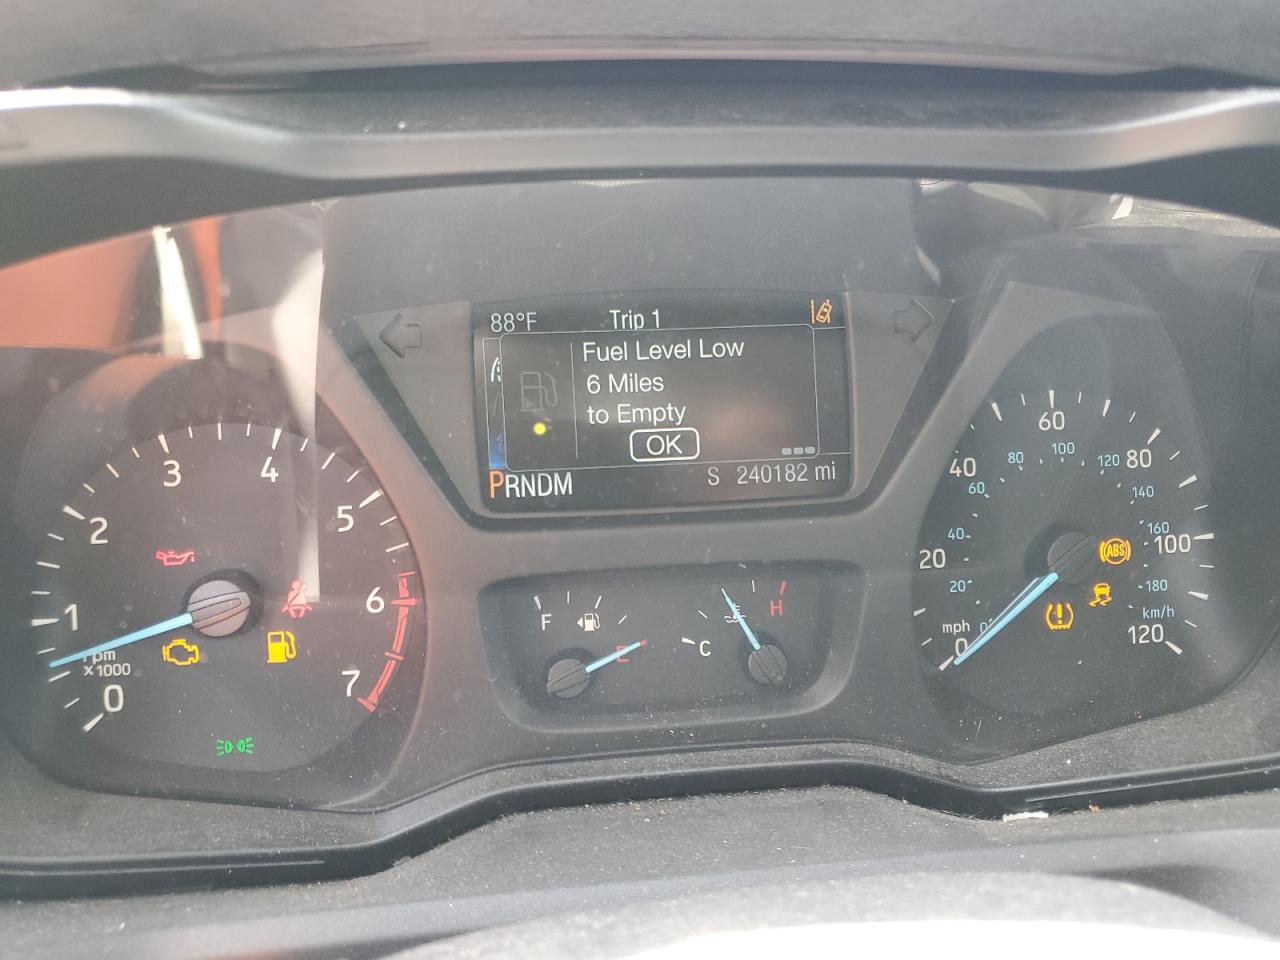 88°F Trip 1
Fuel Level Low
6 Miles
to Empty
OK
PRNDM S 240182 mi
0 1 2 3 4 5 6 7
rpm
x1000
F E
C H
0 20 40 60 80 100 120
mph
0 20 40 60 80 100 120 140 160 180
km/h
ABS